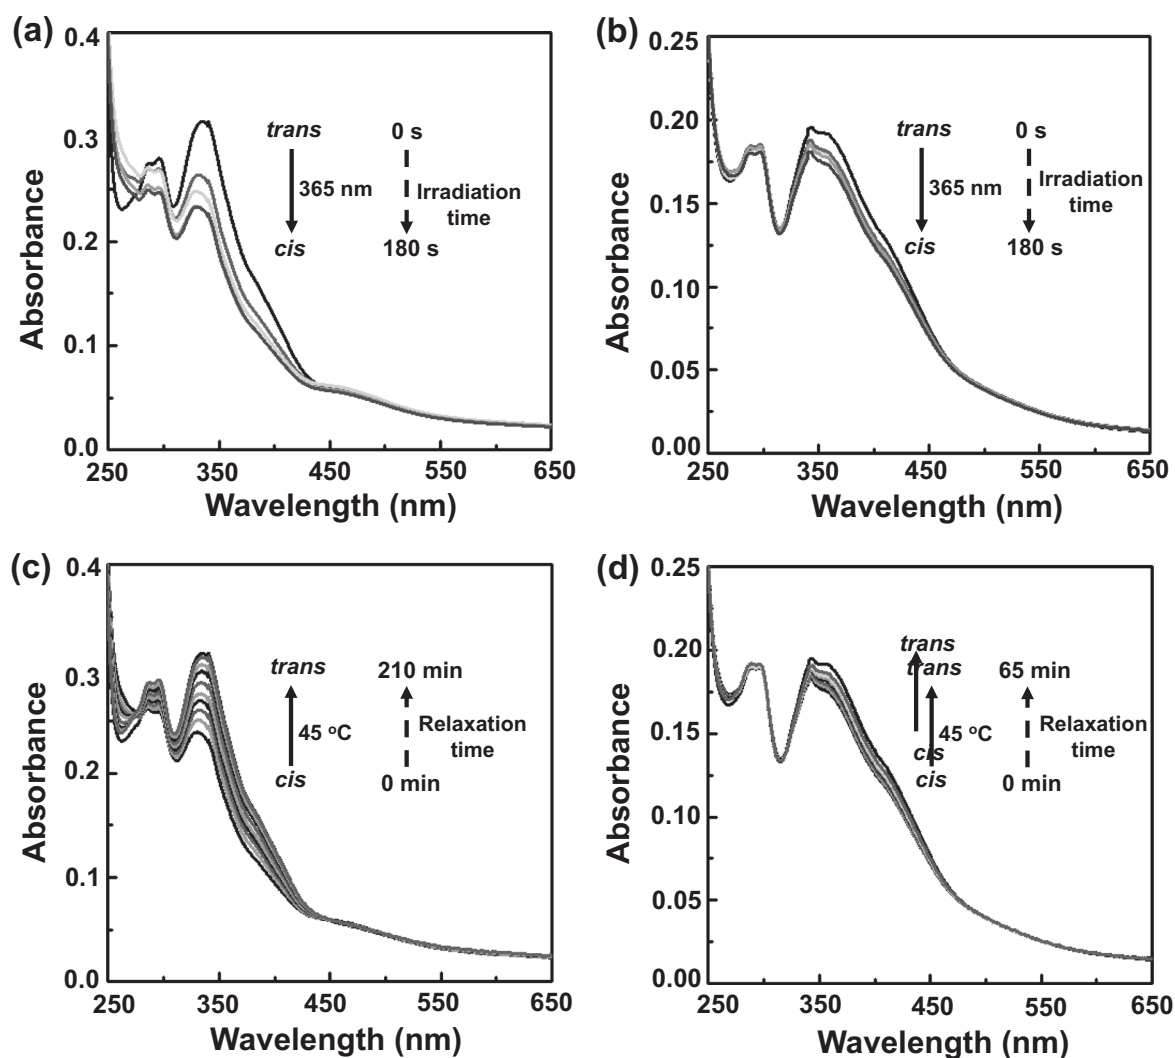 (a)
0.4
0.3
0.2
0.1
0.0
Absorbance
trans
365 nm
cis
0 s
Irradiation
time
180 s
250 350 450 550 650
Wavelength (nm)
(b)
0.25
0.20
0.15
0.10
0.05
0.00
Absorbance
trans
365 nm
cis
0 s
Irradiation
time
180 s
250 350 450 550 650
Wavelength (nm)
(c)
0.4
0.3
0.2
0.1
0.0
Absorbance
trans
45 °C
cis
210 min
Relaxation
time
0 min
250 350 450 550 650
Wavelength (nm)
(d)
0.25
0.20
0.15
0.10
0.05
0.00
Absorbance
trans
trans
45 °C
cis
cis
65 min
Relaxation
time
0 min
250 350 450 550 650
Wavelength (nm)